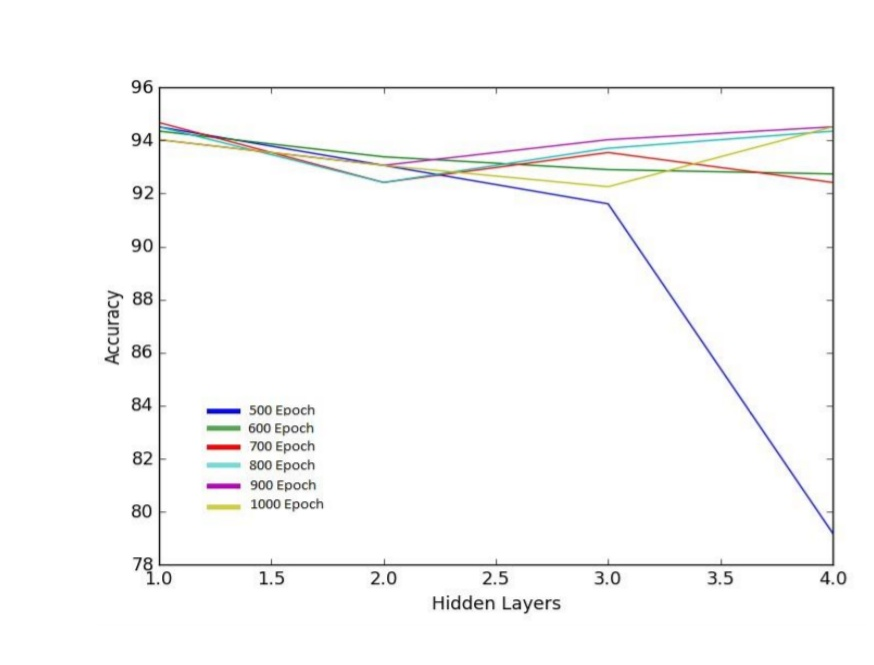 96
94
92
90
88
86
84
82
80
78
Accuracy
500 Epoch
600 Epoch
700 Epoch
800 Epoch
900 Epoch
1000 Epoch
1.0 1.5 2.0 2.5 3.0 3.5 4.0
Hidden Layers